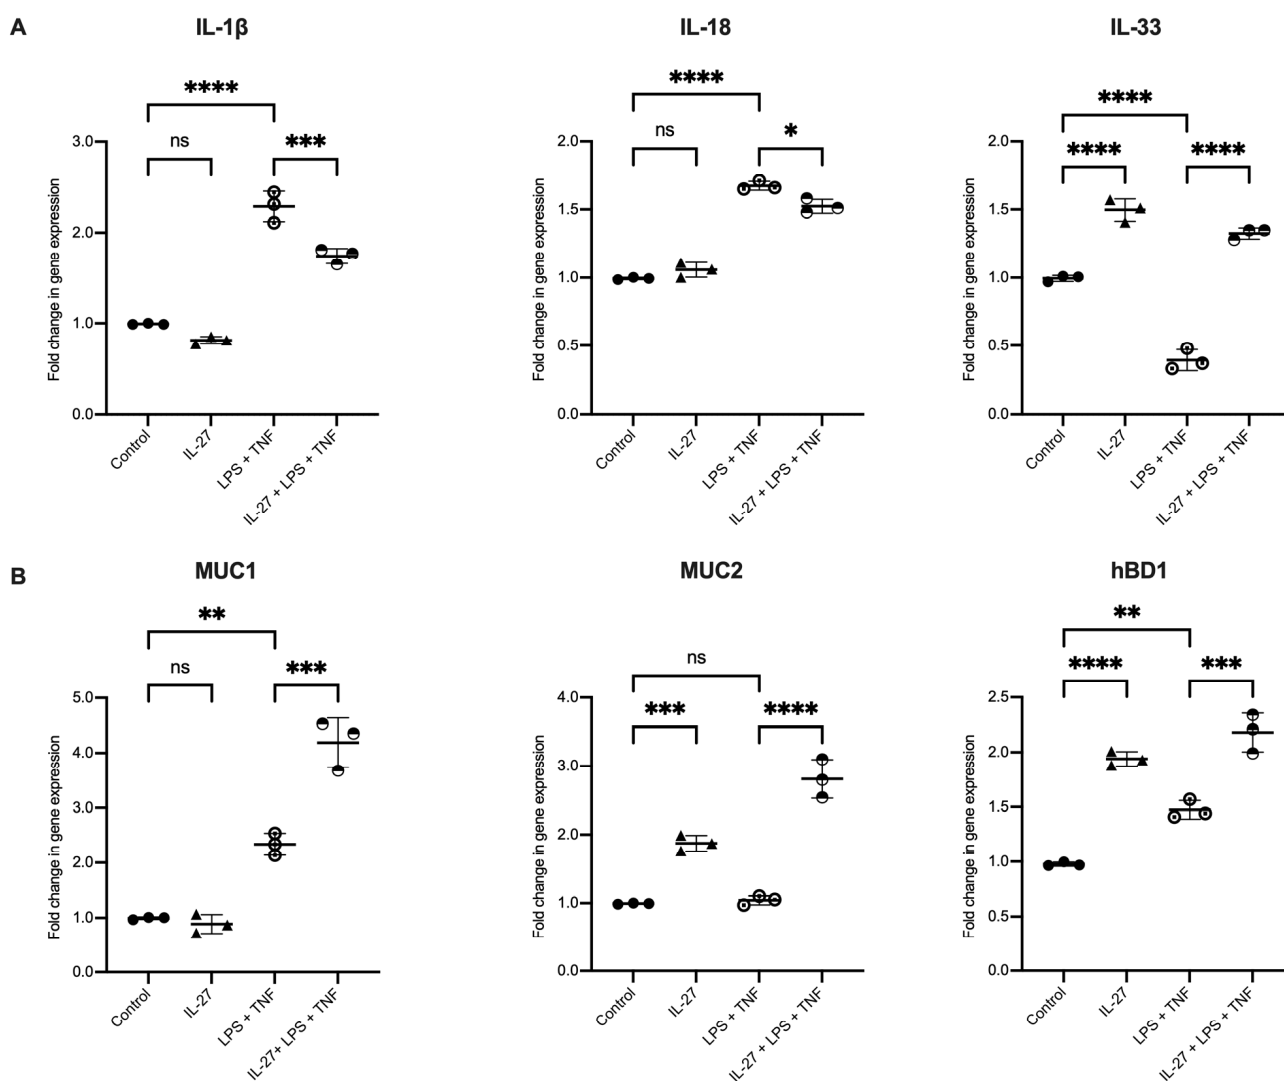 A
IL-1β
IL-18
IL-33
****
ns
***
3.0
2.0
1.0
0.0
Fold change in gene expression
Control
IL-27
LPS + TNF
IL-27 + LPS + TNF
****
ns
*
2.0
1.5
1.0
0.5
0.0
Fold change in gene expression
Control
IL-27
LPS + TNF
IL-27 + LPS + TNF
****
****
****
2.0
1.5
1.0
0.5
0.0
Fold change in gene expression
Control
IL-27
LPS + TNF
IL-27 + LPS + TNF
B
MUC1
MUC2
hBD1
**
ns
***
5.0
4.0
3.0
2.0
1.0
0.0
Fold change in gene expression
Control
IL-27
LPS + TNF
IL-27+ LPS + TNF
ns
***
****
4.0
3.0
2.0
1.0
0.0
Fold change in gene expression
Control
IL-27
LPS + TNF
IL-27 + LPS + TNF
**
****
***
2.5
2.0
1.5
1.0
0.5
0.0
Fold change in gene expression
Control
IL-27
LPS + TNF
IL-27 + LPS + TNF